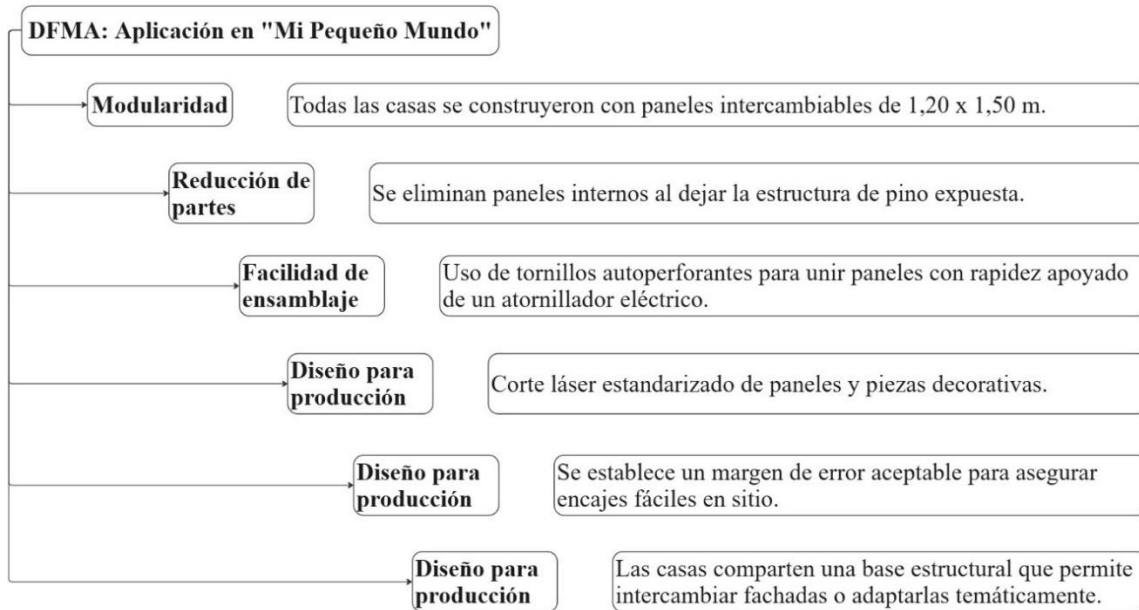 DFMA: Aplicación en "Mi Pequeño Mundo"
Modularidad
Todas las casas se construyeron con paneles intercambiables de 1,20 x 1,50 m.
Reducción de
partes
Se eliminan paneles internos al dejar la estructura de pino expuesta.
Facilidad de
ensamblaje
Uso de tornillos autoperforantes para unir paneles con rapidez apoyado
de un atornillador eléctrico.
Diseño para
producción
Corte láser estandarizado de paneles y piezas decorativas.
Diseño para
producción
Se establece un margen de error aceptable para asegurar
encajes fáciles en sitio.
Diseño para
producción
Las casas comparten una base estructural que permite
intercambiar fachadas o adaptarlas temáticamente.